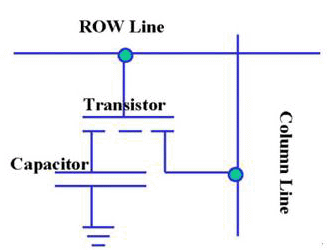 ROW Line
Transistor
Capacitor
Column Line